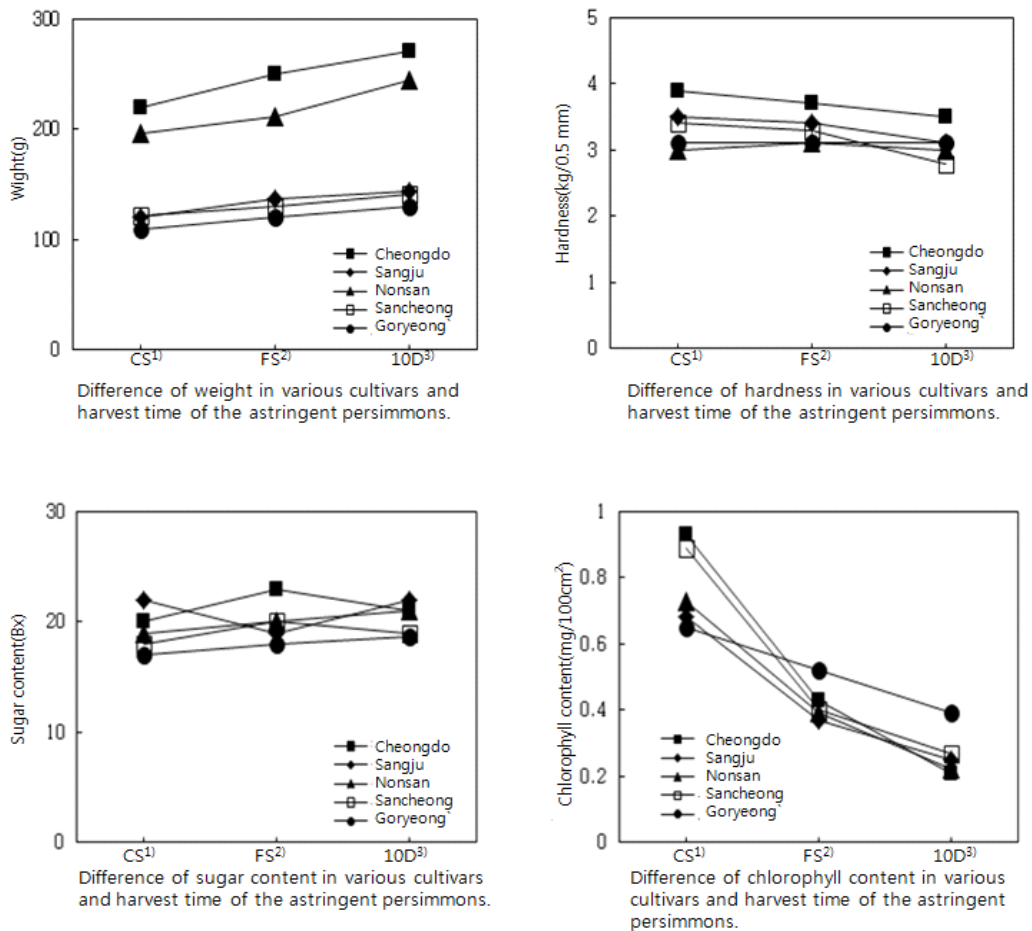 300
200
100
0
Wight(g)
Cheongdo
Sangju
Nonsan
Sancheong
Goryeong`
CS1) FS2) 10D3)
Difference of weight in various cultivars and
harvest time of the astringent persimmons.
5
4
3
2
1
0
Hardness(kg/0.5 mm)
Cheongdo
Sangju
Nonsan
Sancheong
Goryeong`
CS1) FS2) 10D3)
Difference of hardness in various cultivars and
harvest time of the astringent persimmons.
30
20
10
0
Sugar content(Bx)
Cheongdo
Sangju
Nonsan
Sancheong
Goryeong`
CS1) FS2) 10D3)
Difference of sugar content in various cultivars
and harvest time of the astringent persimmons.
1
0.8
0.6
0.4
0.2
0
Chlorophyll content(mg/100cm2)
Cheongdo
Sangju
Nonsan
Sancheong
Goryeong`
CS1) FS2) 10D3)
Difference of chlorophyll content in various
cultivars and harvest time of the astringent
persimmons.